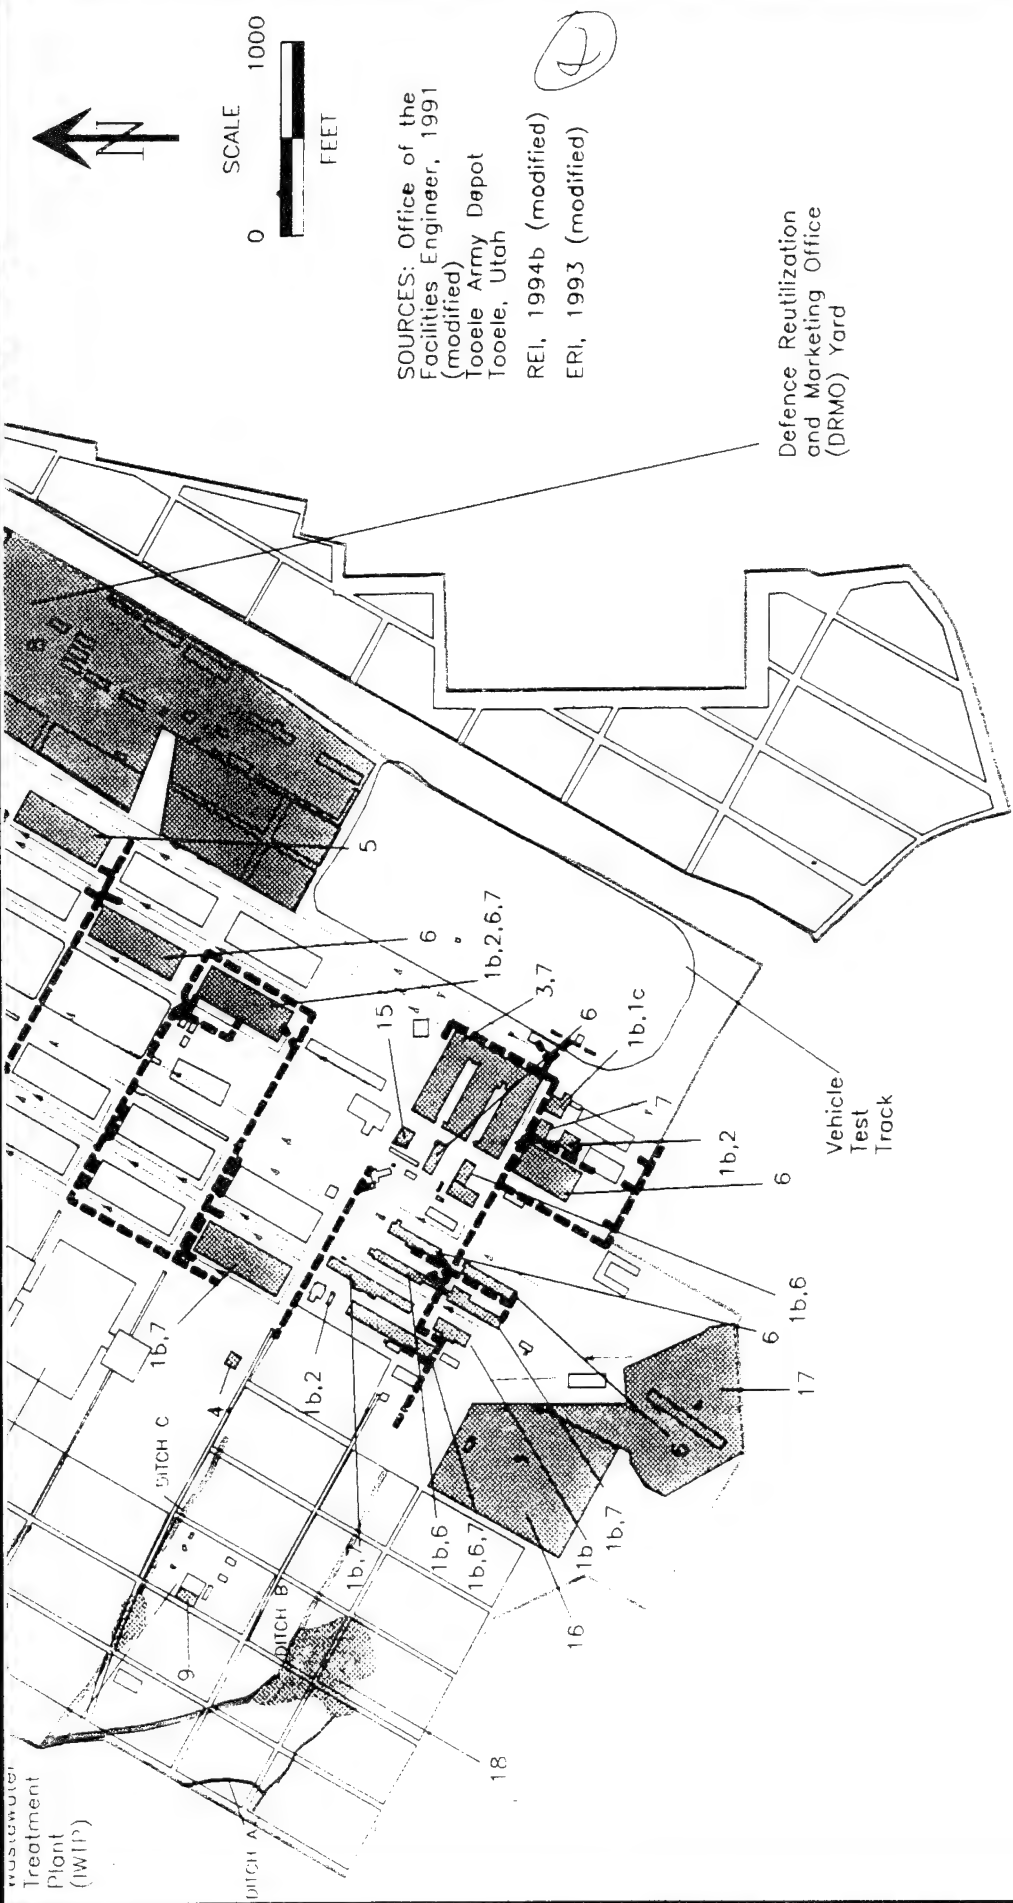 Treatment
Plant
(IWTP)
DITCH A
18
9
DITCH B
DITCH C
A
B
16
1b,7
1b,2
1b,7
1b,6
1b,6,7
1b
1b,7
17
6
1b,6
6
1b,2
7
1b,1c
6
3,7
15
1b,2,6,7
6
5
Vehicle
Test
Track
Defence Reutilization
and Marketing Office
(DRMO) Yard
SOURCES: Office of the
Facilities Engineer, 1991
(modified)
Tooele Army Depot
Tooele, Utah
REI, 1994b (modified)
ERI, 1993 (modified)
SCALE
0 1000
FEET
N